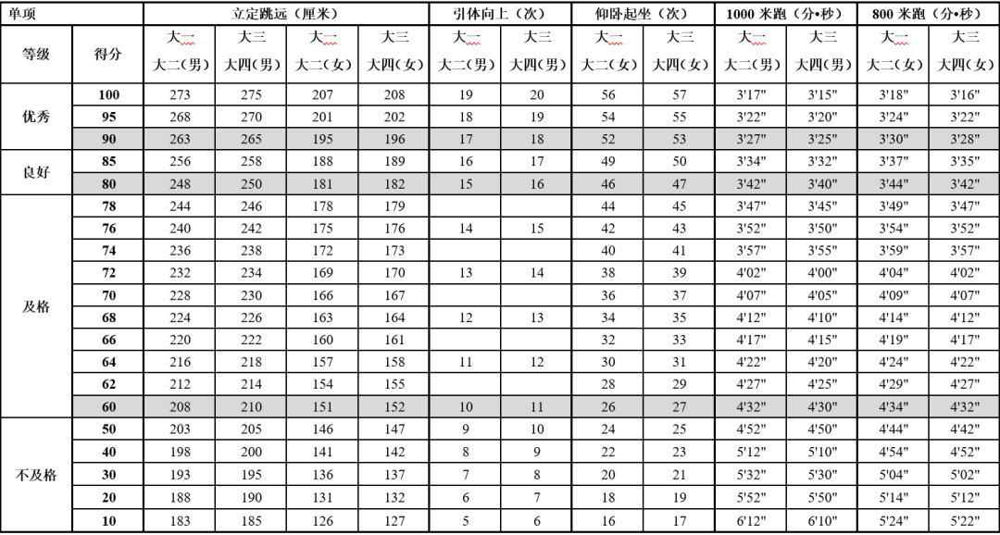 单项 立定跳远（厘米） 引体向上（次） 仰卧起坐（次） 1000 米跑（分•秒） 800 米跑（分•秒）
等级 得分 大一 大三 大一 大三 大一 大三 大一 大三 大一 大三 大一 大三
大二(男) 大四(男) 大二(女) 大四(女) 大二(男) 大四(男) 大二(女) 大四(女) 大二(男) 大四(男) 大二(女) 大四(女)
优秀 100 273 275 207 208 19 20 56 57 3'17" 3'15" 3'18" 3'16"
95 268 270 201 202 18 19 54 55 3'22" 3'20" 3'24" 3'22"
90 263 265 195 196 17 18 52 53 3'27" 3'25" 3'30" 3'28"
良好 85 256 258 188 189 16 17 49 50 3'34" 3'32" 3'37" 3'35"
80 248 250 181 182 15 16 46 47 3'42" 3'40" 3'44" 3'42"
及格 78 244 246 178 179 44 45 3'47" 3'45" 3'49" 3'47"
76 240 242 175 176 14 15 42 43 3'52" 3'50" 3'54" 3'52"
74 236 238 172 173 40 41 3'57" 3'55" 3'59" 3'57"
72 232 234 169 170 13 14 38 39 4'02" 4'00" 4'04" 4'02"
70 228 230 166 167 36 37 4'07" 4'05" 4'09" 4'07"
68 224 226 163 164 12 13 34 35 4'12" 4'10" 4'14" 4'12"
66 220 222 160 161 32 33 4'17" 4'15" 4'19" 4'17"
64 216 218 157 158 11 12 30 31 4'22" 4'20" 4'24" 4'22"
62 212 214 154 155 28 29 4'27" 4'25" 4'29" 4'27"
60 208 210 151 152 10 11 26 27 4'32" 4'30" 4'34" 4'32"
不及格 50 203 205 146 147 9 10 24 25 4'52" 4'50" 4'44" 4'42"
40 198 200 141 142 8 9 22 23 5'12" 5'10" 4'54" 4'52"
30 193 195 136 137 7 8 20 21 5'32" 5'30" 5'04" 5'02"
20 188 190 131 132 6 7 18 19 5'52" 5'50" 5'14" 5'12"
10 183 185 126 127 5 6 16 17 6'12" 6'10" 5'24" 5'22"